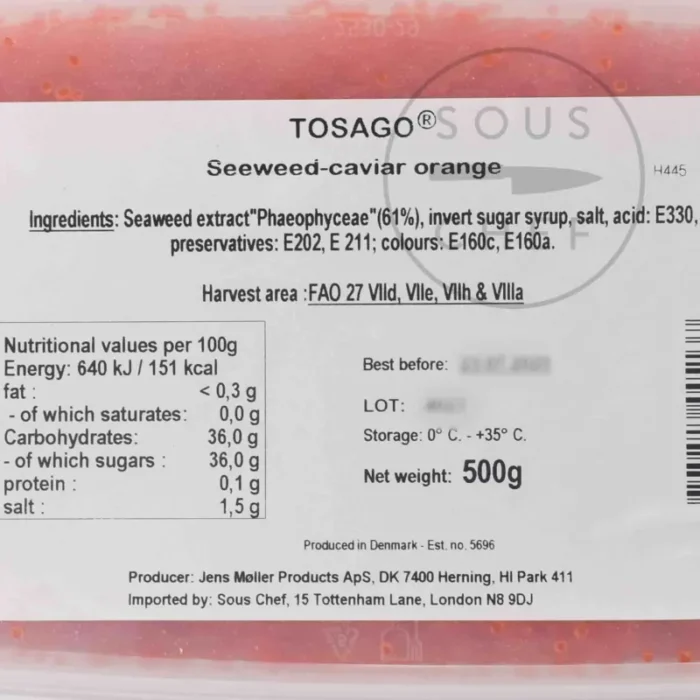 SOUS
CHEF
TOSAGO®
Seeweed-caviar orange
H445
Ingredients: Seaweed extract"Phaeophyceae"(61%), invert sugar syrup, salt, acid: E330,
preservatives: E202, E 211; colours: E160c, E160a.
Harvest area :FAO 27 VIId, VIIe, VIIh & VIIIa
Nutritional values per 100g
Energy: 640 kJ / 151 kcal
fat : < 0,3 g
- of which saturates: 0,0 g
Carbohydrates: 36,0 g
- of which sugars : 36,0 g
protein : 0,1 g
salt : 1,5 g
Best before:
LOT:
Storage: 0° C. - +35° C.
Net weight: 500g
Produced in Denmark - Est. no. 5696
Producer: Jens Møller Products ApS, DK 7400 Herning, HI Park 411
Imported by: Sous Chef, 15 Tottenham Lane, London N8 9DJ